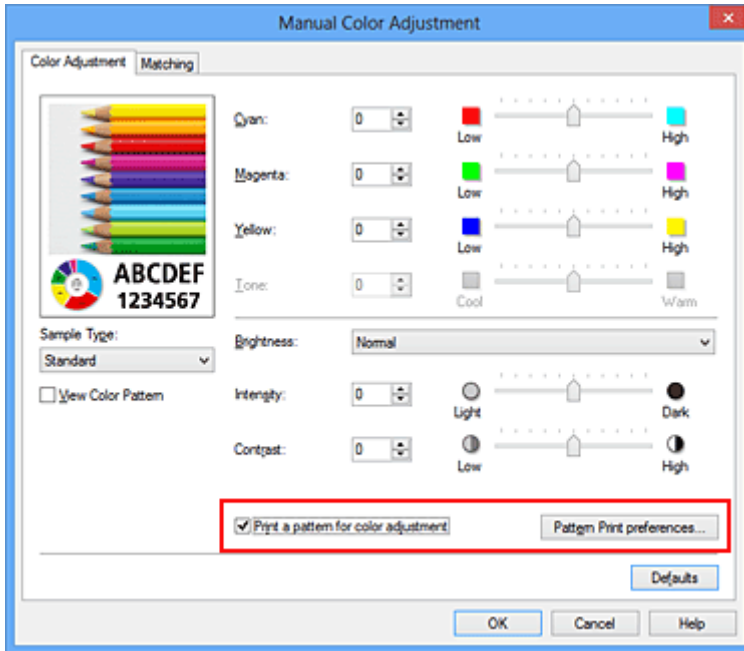 Manual Color Adjustment
Color Adjustment Matching
Cyan: 0 Low High
Magenta: 0 Low High
Yellow: 0 Low High
ABCDEF
1234567
Tone: 0 Cool Warm
Sample Type:
Standard
Brightness: Normal
View Color Pattern
Intensity: 0 Light Dark
Contrast: 0 Low High
Print a pattern for color adjustment Pattern Print preferences...
Defaults
OK Cancel Help